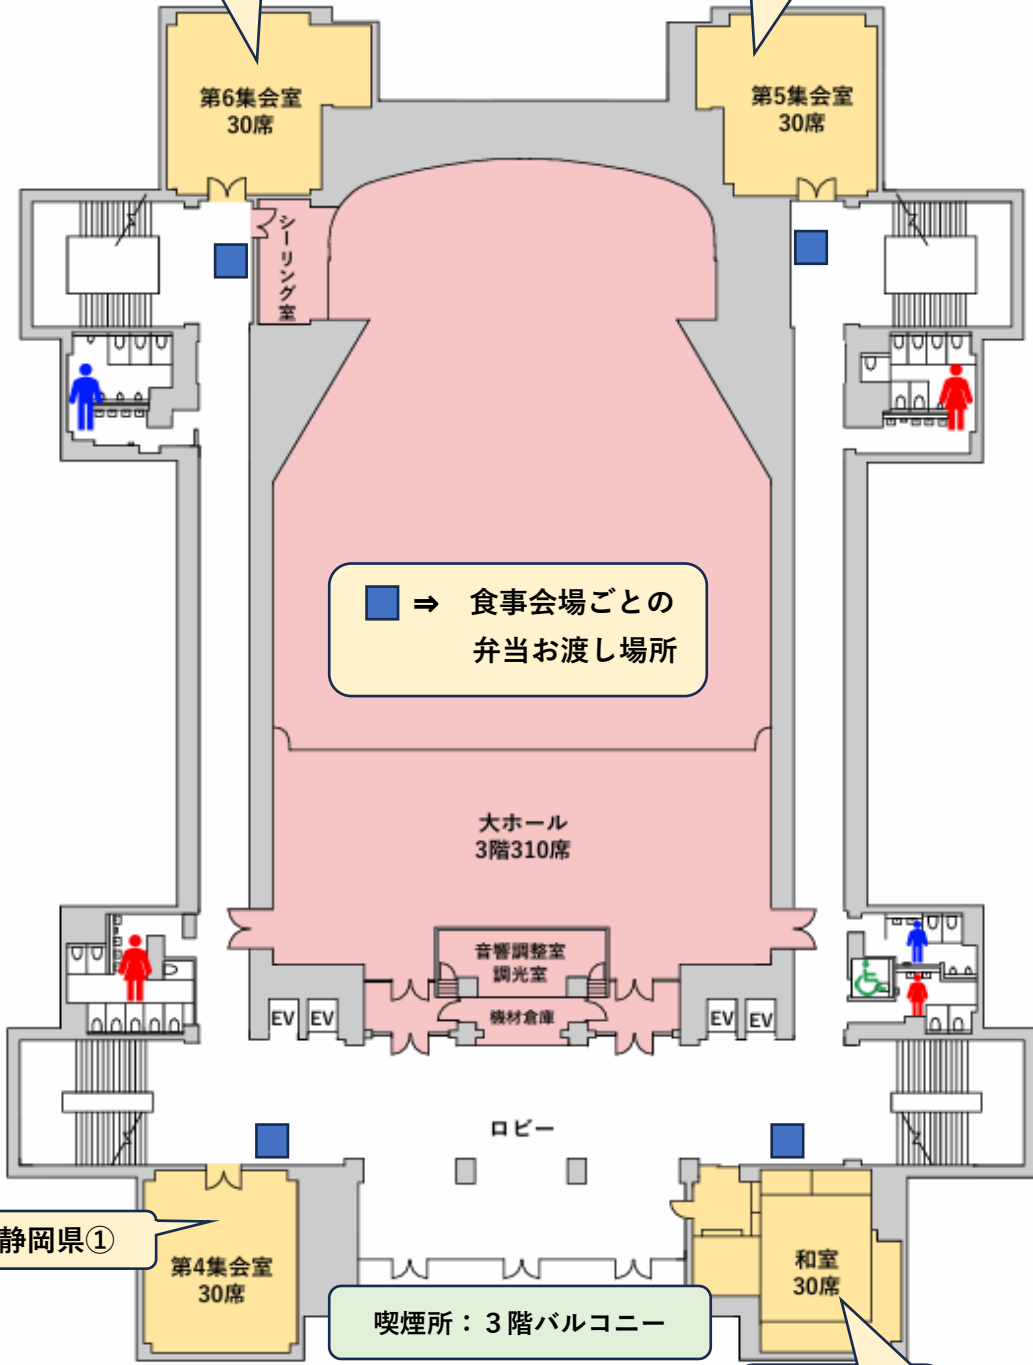 第6集会室
30席
第5集会室
30席
シーリング室
⇒ 食事会場ごとの
弁当お渡し場所
大ホール
3階310席
音響調整室
調光室
機材倉庫
EV EV
EV EV
ロビー
静岡県①
第4集会室
30席
和室
30席
喫煙所：３階バルコニー